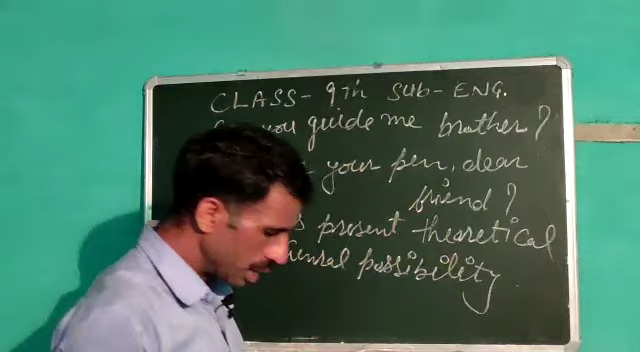 CLASS- 9th Sub- ENG.
you guide me brother?
your pen, dear
friend?
present theoretical
possibility.